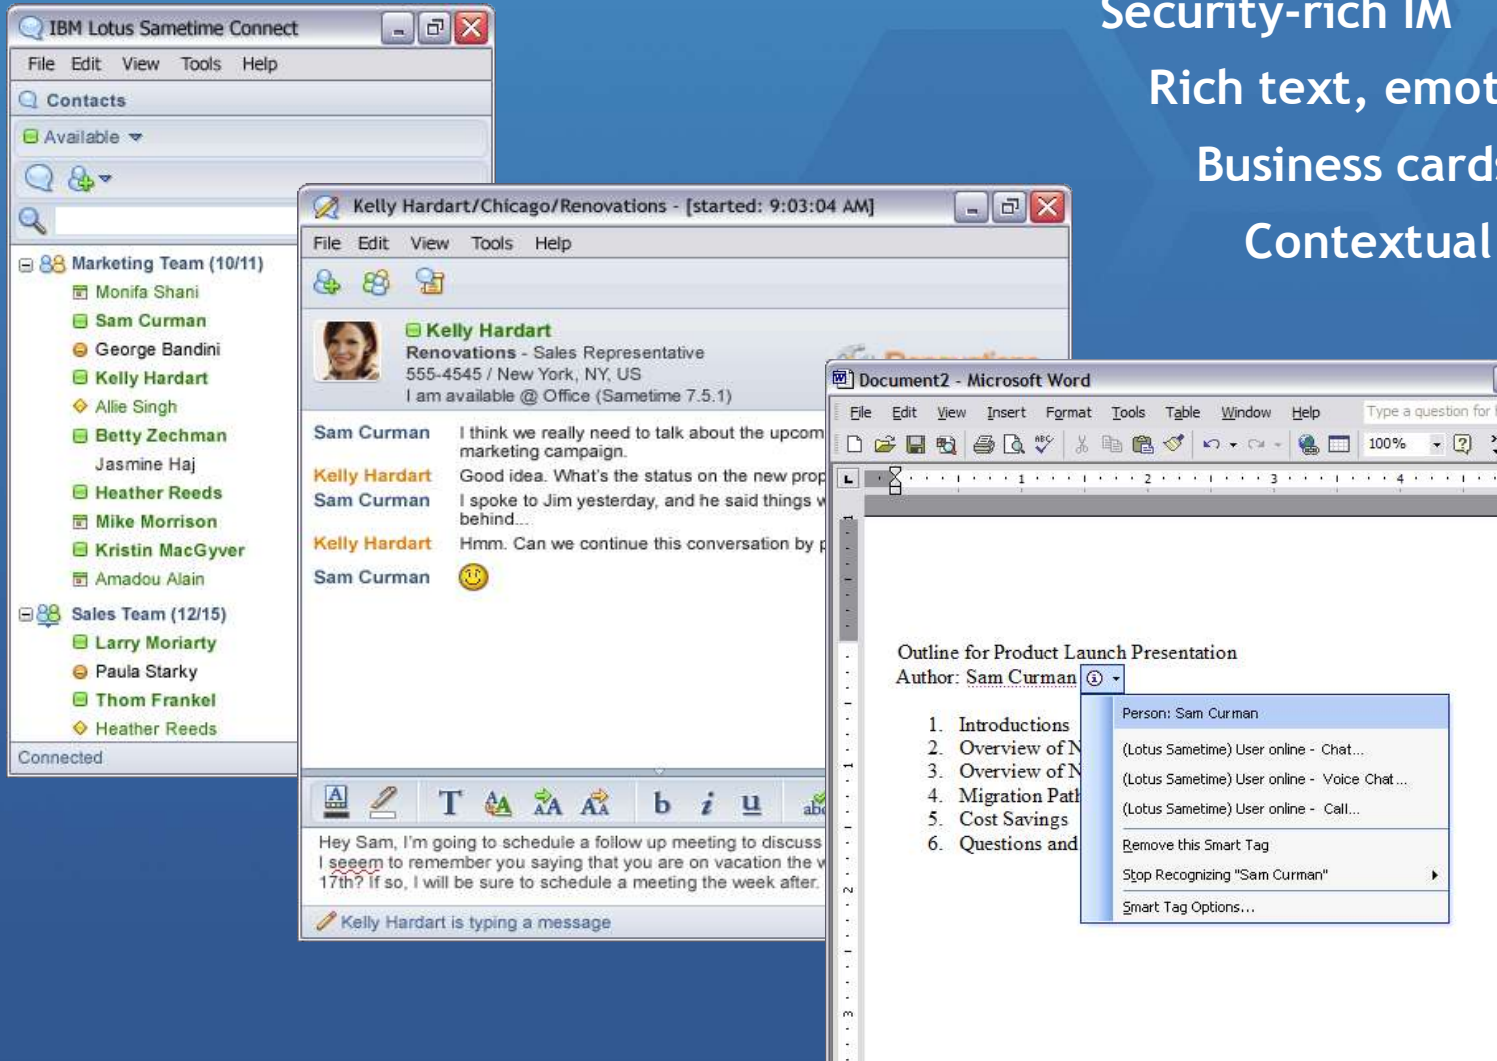 Security-rich IM
Rich text, emot
Business cards
Contextual
IBM Lotus Sametime Connect
File Edit View Tools Help
Contacts
Available
Marketing Team (10/11)
Monifa Shani
Sam Curman
George Bandini
Kelly Hardart
Allie Singh
Betty Zechman
Jasmine Haj
Heather Reeds
Mike Morrison
Kristin MacGyver
Amadou Alain
Sales Team (12/15)
Larry Moriarty
Paula Starky
Thom Frankel
Heather Reeds
Connected
Kelly Hardart/Chicago/Renovations - [started: 9:03:04 AM]
File Edit View Tools Help
Kelly Hardart
Renovations - Sales Representative
555-4545 / New York, NY, US
I am available @ Office (Sametime 7.5.1)
Sam Curman I think we really need to talk about the upcom
marketing campaign.
Kelly Hardart Good idea. What's the status on the new prop
Sam Curman I spoke to Jim yesterday, and he said things w
behind...
Kelly Hardart Hmm. Can we continue this conversation by p
Sam Curman
T AA AA b i u abc
Hey Sam, I'm going to schedule a follow up meeting to discuss
I seeem to remember you saying that you are on vacation the w
17th? If so, I will be sure to schedule a meeting the week after.
Kelly Hardart is typing a message
Document2 - Microsoft Word
File Edit View Insert Format Tools Table Window Help Type a question for h
100%
1 2 3 4
Outline for Product Launch Presentation
Author: Sam Curman
1. Introductions
2. Overview of N
3. Overview of N
4. Migration Path
5. Cost Savings
6. Questions and
Person: Sam Curman
(Lotus Sametime) User online - Chat...
(Lotus Sametime) User online - Voice Chat...
(Lotus Sametime) User online - Call...
Remove this Smart Tag
Stop Recognizing "Sam Curman"
Smart Tag Options...